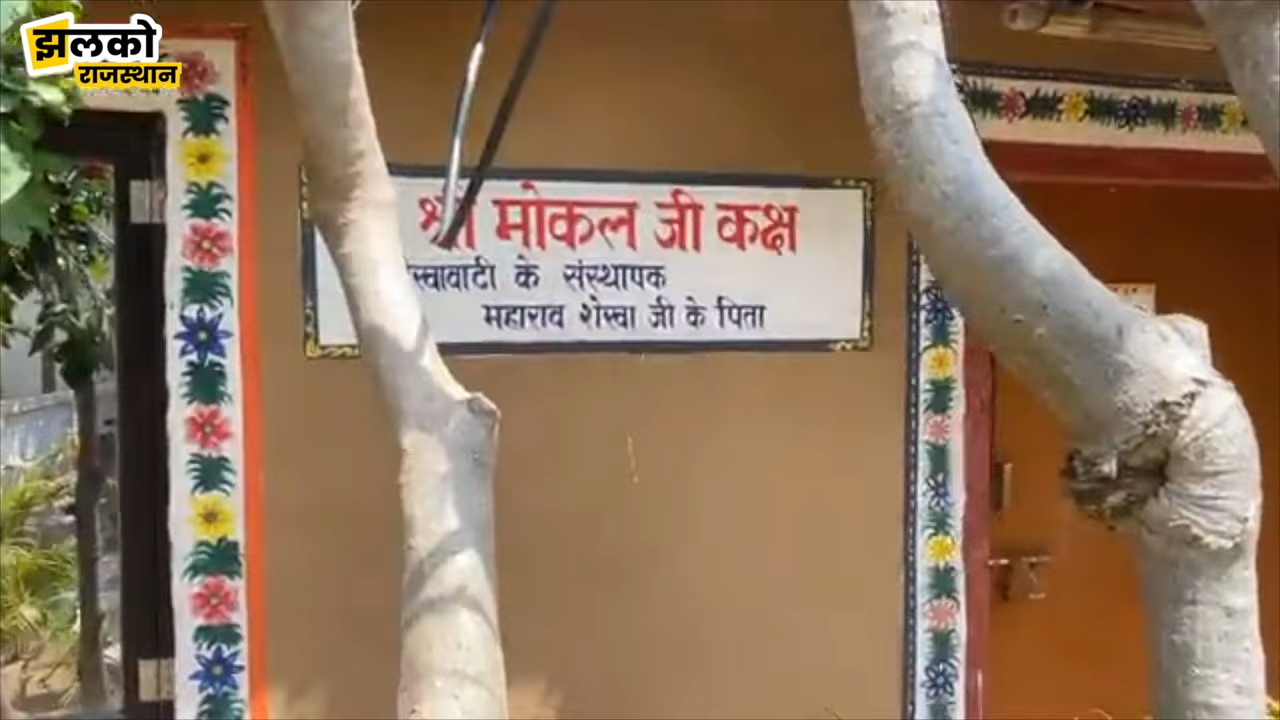 झलको
राजस्थान
श्री मोकल जी कक्ष
के संस्थापक
महाराव शेखा जी के पिता